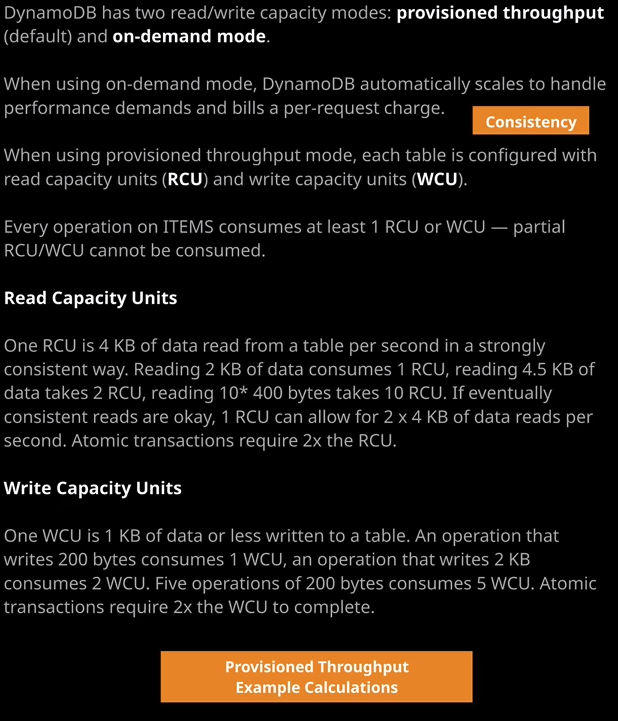 DynamoDB has two read/write capacity modes: provisioned throughput
(default) and on-demand mode.
When using on-demand mode, DynamoDB automatically scales to handle
performance demands and bills a per-request charge.
Consistency
When using provisioned throughput mode, each table is configured with
read capacity units (RCU) and write capacity units (WCU).
Every operation on ITEMS consumes at least 1 RCU or WCU — partial
RCU/WCU cannot be consumed.
Read Capacity Units
One RCU is 4 KB of data read from a table per second in a strongly
consistent way. Reading 2 KB of data consumes 1 RCU, reading 4.5 KB of
data takes 2 RCU, reading 10* 400 bytes takes 10 RCU. If eventually
consistent reads are okay, 1 RCU can allow for 2 x 4 KB of data reads per
second. Atomic transactions require 2x the RCU.
Write Capacity Units
One WCU is 1 KB of data or less written to a table. An operation that
writes 200 bytes consumes 1 WCU, an operation that writes 2 KB
consumes 2 WCU. Five operations of 200 bytes consumes 5 WCU. Atomic
transactions require 2x the WCU to complete.
Provisioned Throughput
Example Calculations